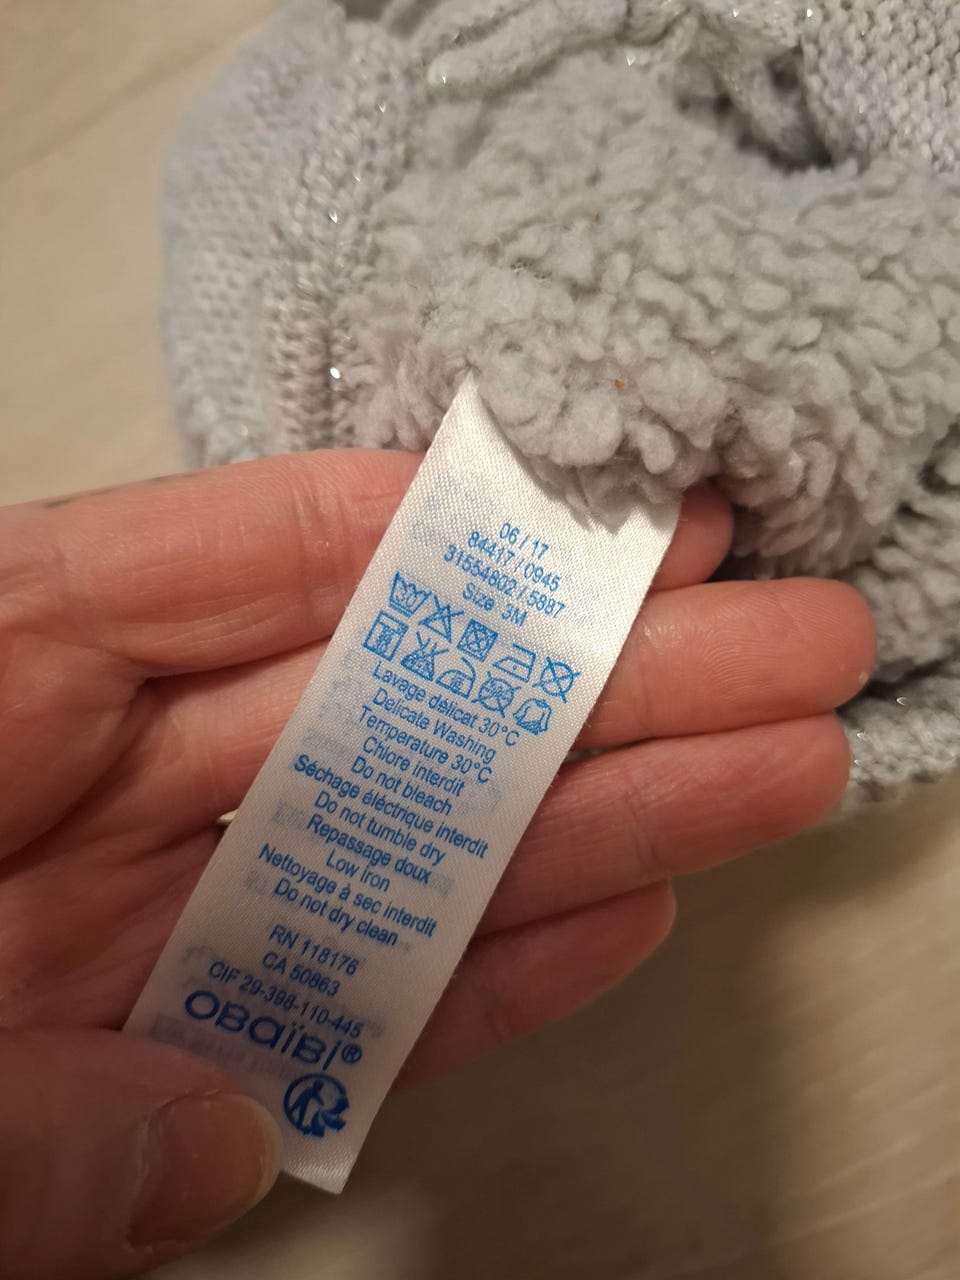 06 / 17
84417 / 0945
31554802 / 5887
Size 3M
Lavage délicat 30°C
Delicate Washing
Temperature 30°C
Chlore interdit
Do not bleach
Séchage éléctrique interdit
Do not tumble dry
Repassage doux
Low Iron
Nettoyage à sec interdit
Do not dry clean
RN 118176
CA 50863
CIF 29-398-110-445
OBaïBi®